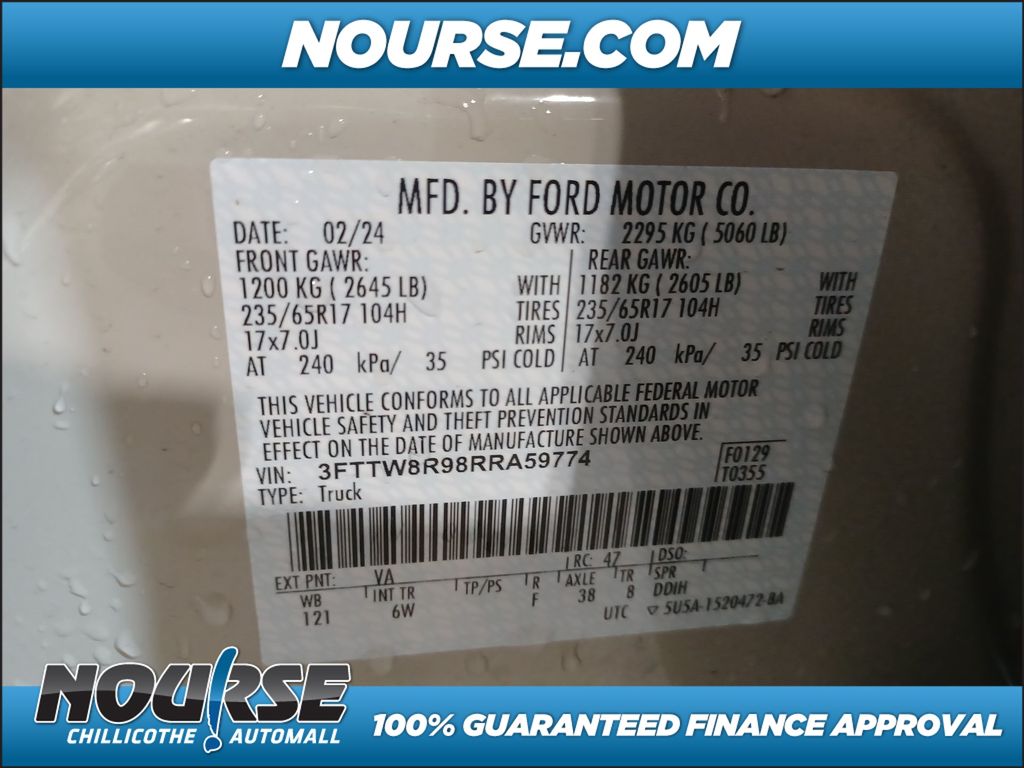 NOURSE.COM
MFD. BY FORD MOTOR CO.
DATE: 02/24 GVWR: 2295 KG ( 5060 LB)
FRONT GAWR: REAR GAWR:
1200 KG ( 2645 LB) WITH 1182 KG ( 2605 LB) WITH
235/65R17 104H TIRES 235/65R17 104H TIRES
17x7.0J RIMS 17x7.0J RIMS
AT 240 kPa/ 35 PSI COLD AT 240 kPa/ 35 PSI COLD
THIS VEHICLE CONFORMS TO ALL APPLICABLE FEDERAL MOTOR
VEHICLE SAFETY AND THEFT PREVENTION STANDARDS IN
EFFECT ON THE DATE OF MANUFACTURE SHOWN ABOVE.
VIN: 3FTTW8R98RRA59774 F0129
TYPE: Truck T0355
EXT PNT: VA RC: 47 DSO:
WB INT TR TP/PS R AXLE TR SPR
121 6W F 38 8 DDIH
UTC ▽ 5U5A-1520472-BA
NOURSE
CHILLICOTHE AUTOMALL
100% GUARANTEED FINANCE APPROVAL